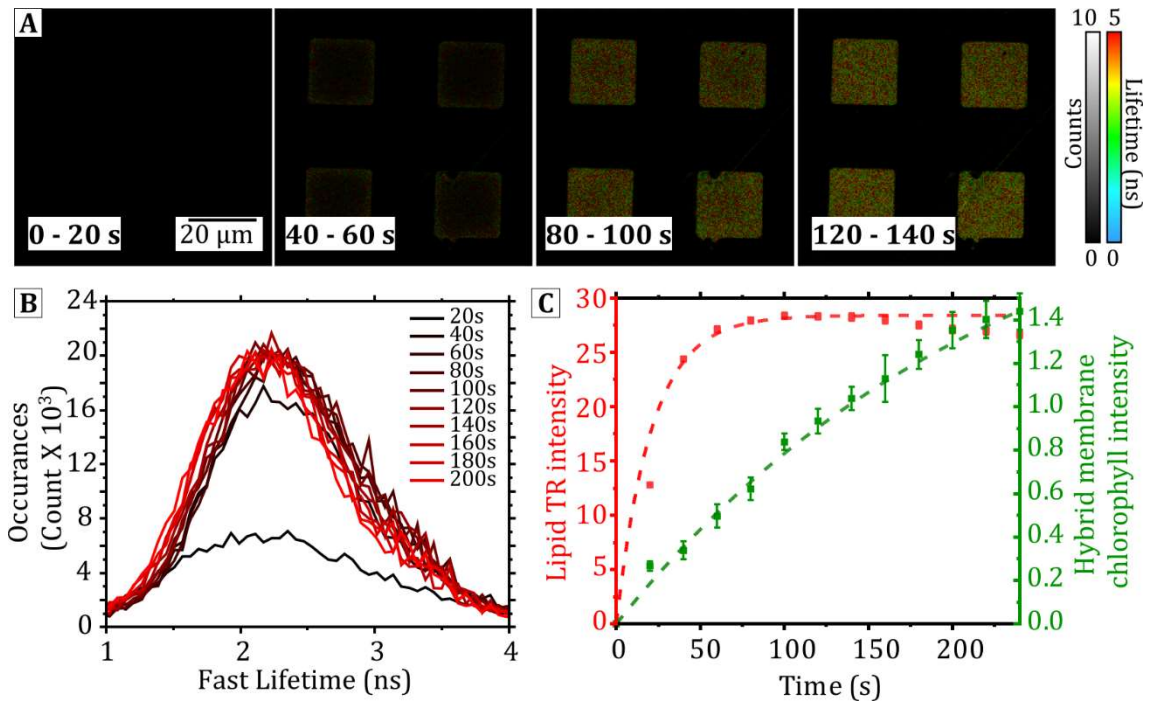 A
0 - 20 s
20 μm
40 - 60 s
80 - 100 s
120 - 140 s
10
5
Counts
Lifetime (ns)
0
0
B
24
20
16
12
8
4
0
Occurances
(Count X 10³)
1
2
3
4
Fast Lifetime (ns)
20s
40s
60s
80s
100s
120s
140s
160s
180s
200s
C
30
25
20
15
10
5
0
Lipid TR intensity
0
50
100
150
200
Time (s)
1.4
1.2
1.0
0.8
0.6
0.4
0.2
0.0
Hybrid membrane
chlorophyll intensity